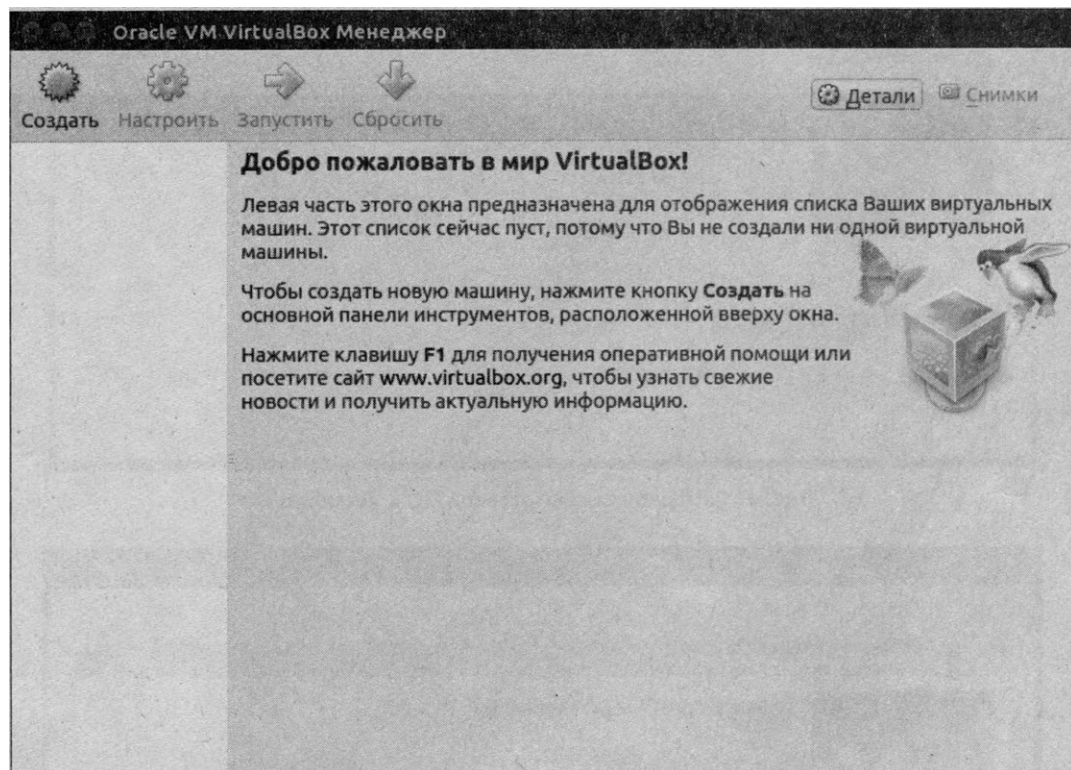 Oracle VM VirtualBox Менеджер
Создать Настроить Запустить Сбросить
Детали Снимки
Добро пожаловать в мир VirtualBox!
Левая часть этого окна предназначена для отображения списка Ваших виртуальных
машин. Этот список сейчас пуст, потому что Вы не создали ни одной виртуальной
машины.
Чтобы создать новую машину, нажмите кнопку Создать на
основной панели инструментов, расположенной вверху окна.
Нажмите клавишу F1 для получения оперативной помощи или
посетите сайт www.virtualbox.org, чтобы узнать свежие
новости и получить актуальную информацию.